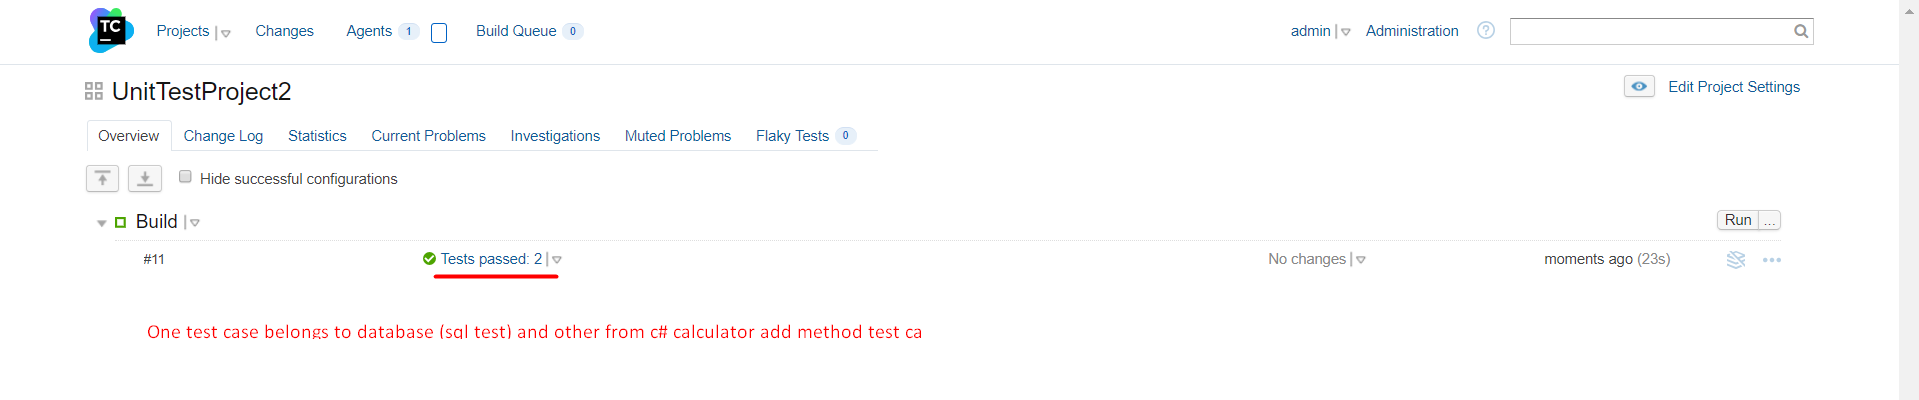 TC
Projects
Changes
Agents 1
Build Queue 0
admin
Administration
?
UnitTestProject2
Edit Project Settings
Overview
Change Log
Statistics
Current Problems
Investigations
Muted Problems
Flaky Tests 0
Hide successful configurations
Build
Run ...
#11
Tests passed: 2
No changes
moments ago (23s)
One test case belongs to database (sql test) and other from c# calculator add method test ca